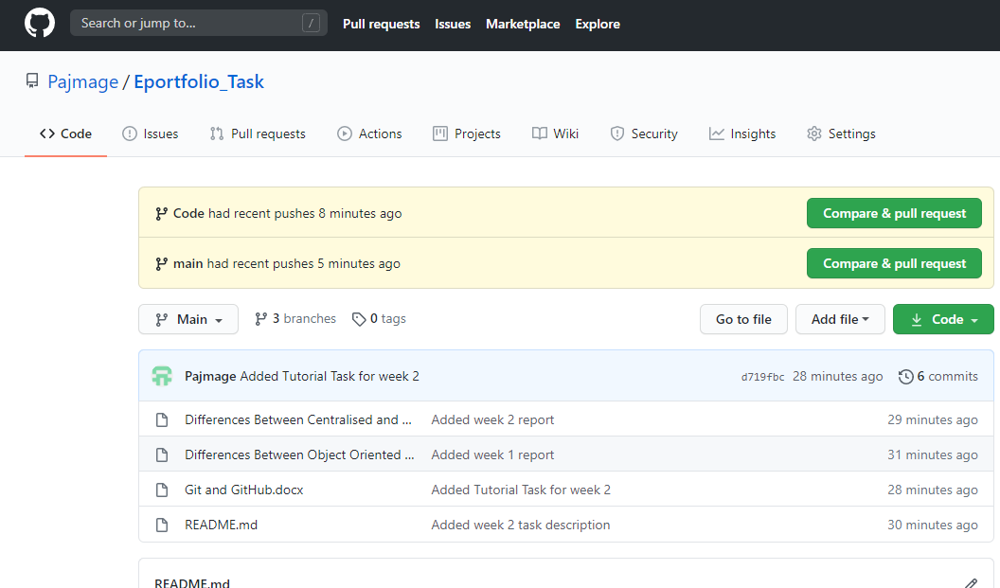 Search or jump to... / Pull requests Issues Marketplace Explore
Pajmage / Eportfolio_Task
Code Issues Pull requests Actions Projects Wiki Security Insights Settings
Code had recent pushes 8 minutes ago Compare & pull request
main had recent pushes 5 minutes ago Compare & pull request
Main 3 branches 0 tags Go to file Add file Code
Pajmage Added Tutorial Task for week 2 d719fbc 28 minutes ago 6 commits
Differences Between Centralised and ... Added week 2 report 29 minutes ago
Differences Between Object Oriented ... Added week 1 report 31 minutes ago
Git and GitHub.docx Added Tutorial Task for week 2 28 minutes ago
README.md Added week 2 task description 30 minutes ago
README.md